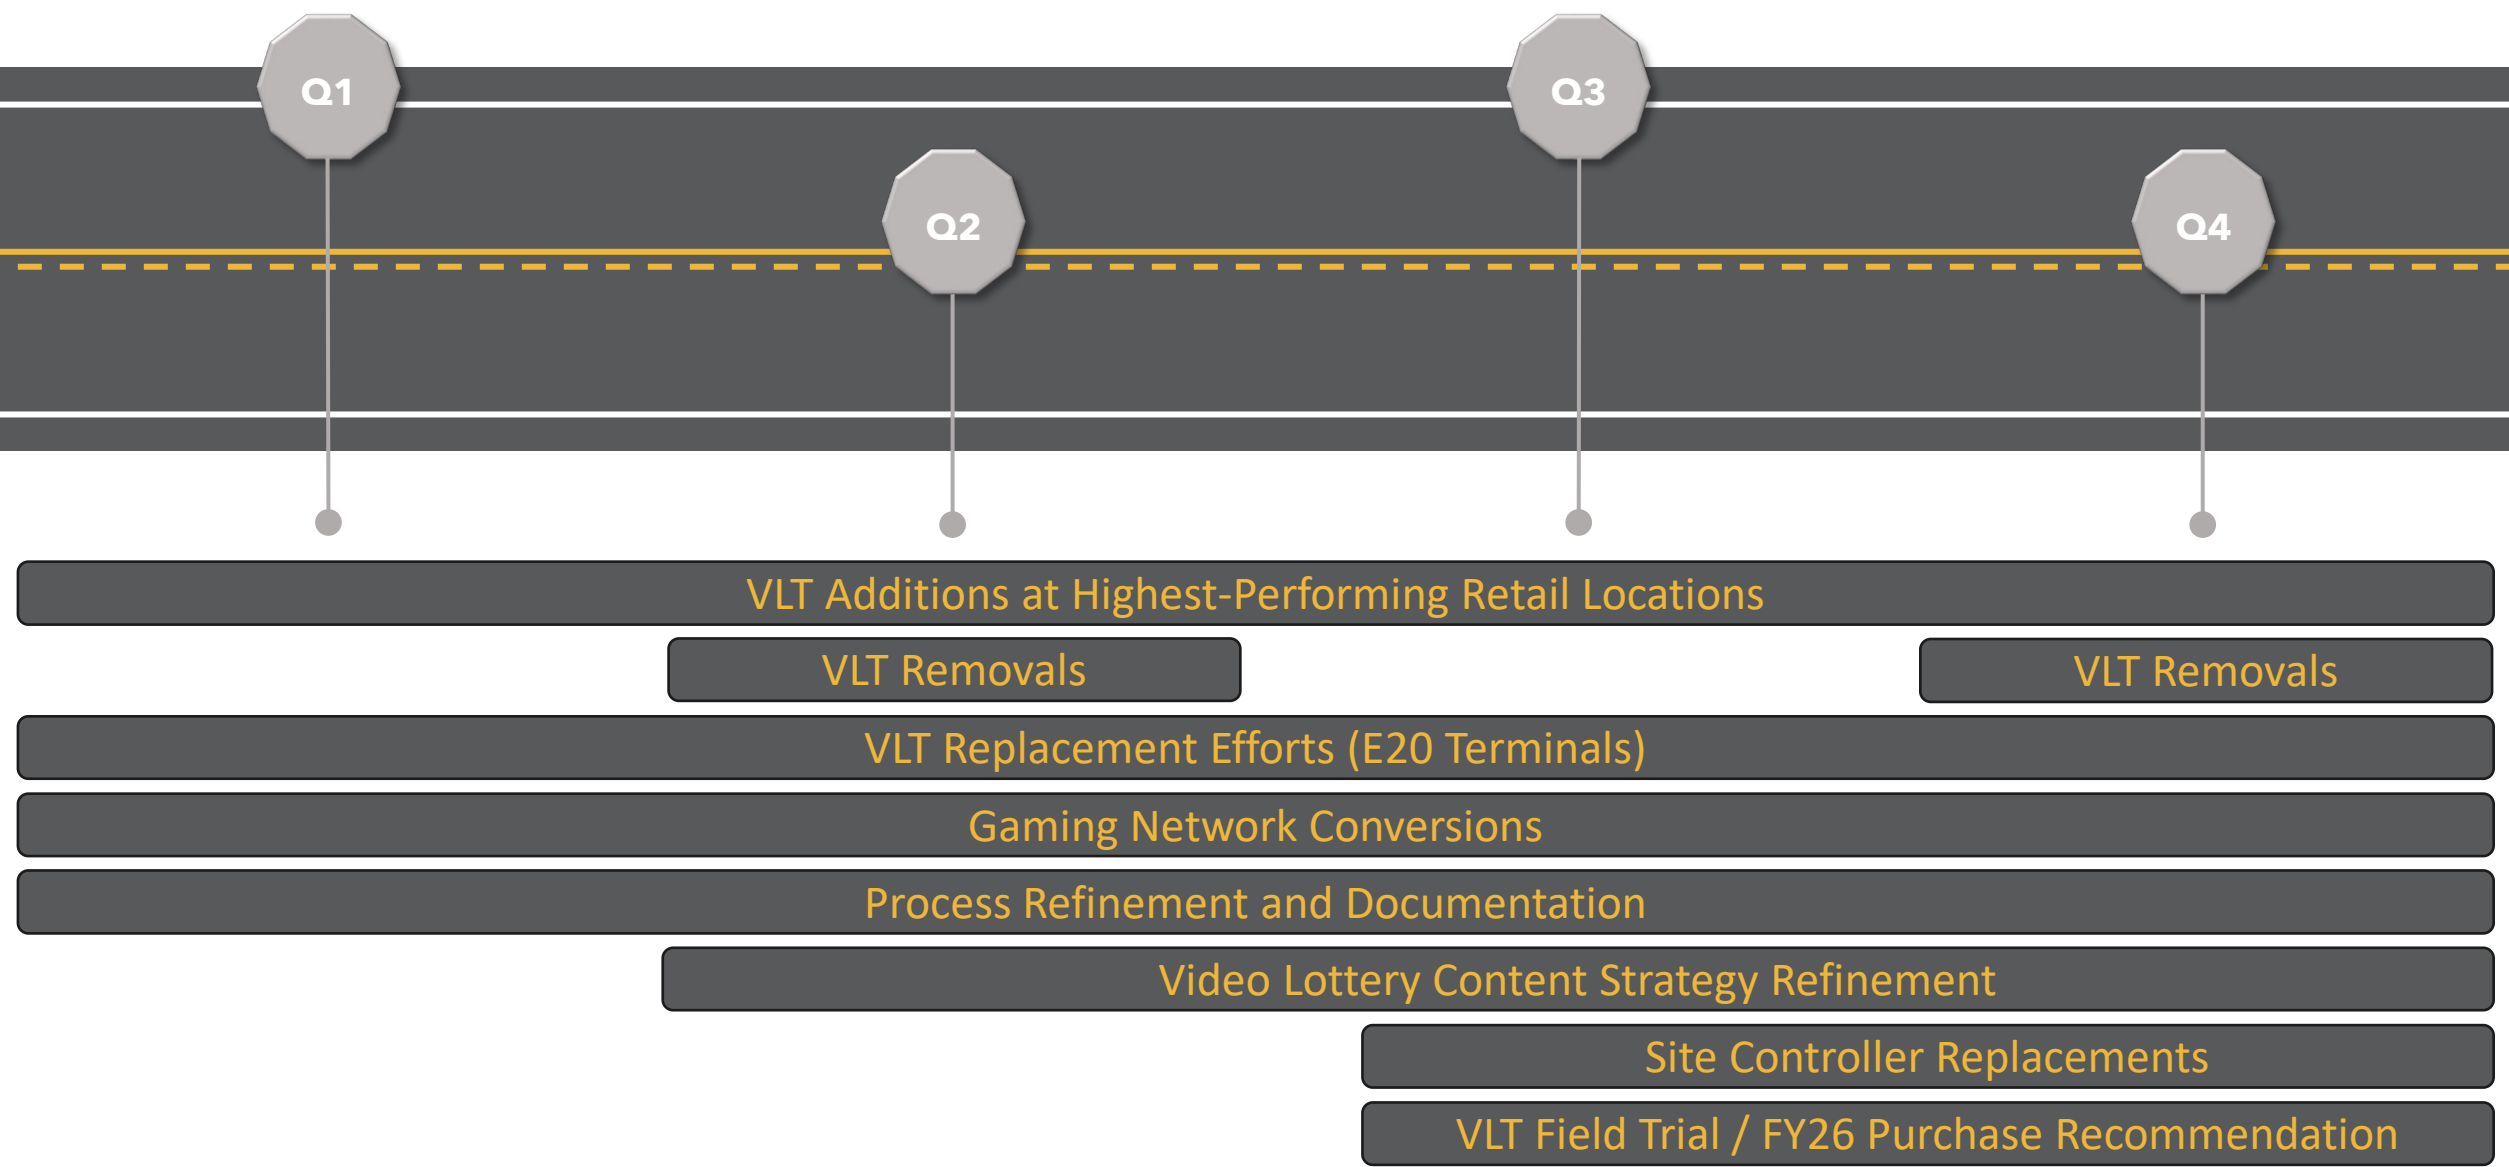 Q1
Q3
Q2
Q4
VLT Additions at Highest-Performing Retail Locations
VLT Removals
VLT Removals
VLT Replacement Efforts (E20 Terminals)
Gaming Network Conversions
Process Refinement and Documentation
Video Lottery Content Strategy Refinement
Site Controller Replacements
VLT Field Trial / FY26 Purchase Recommendation